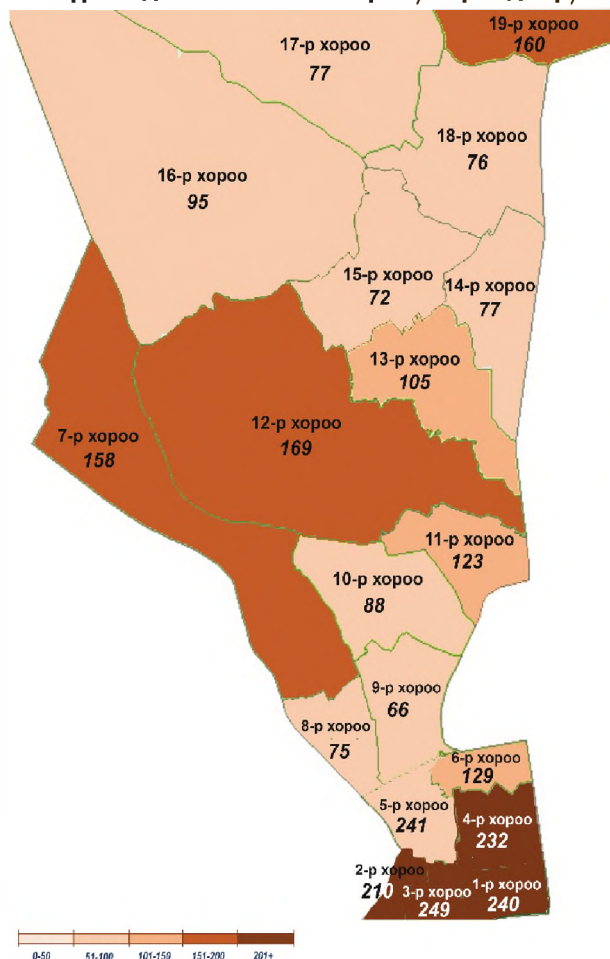 19-р хороо
160
17-р хороо
77
18-р хороо
76
16-р хороо
95
15-р хороо
72
14-р хороо
77
13-р хороо
105
12-р хороо
169
7-р хороо
158
11-р хороо
123
10-р хороо
88
9-р хороо
66
8-р хороо
75
6-р хороо
129
5-р хороо
241
4-р хороо
232
2-р хороо
210
3-р хороо
249
1-р хороо
240
0-50 51-100 101-150 151-200 201+